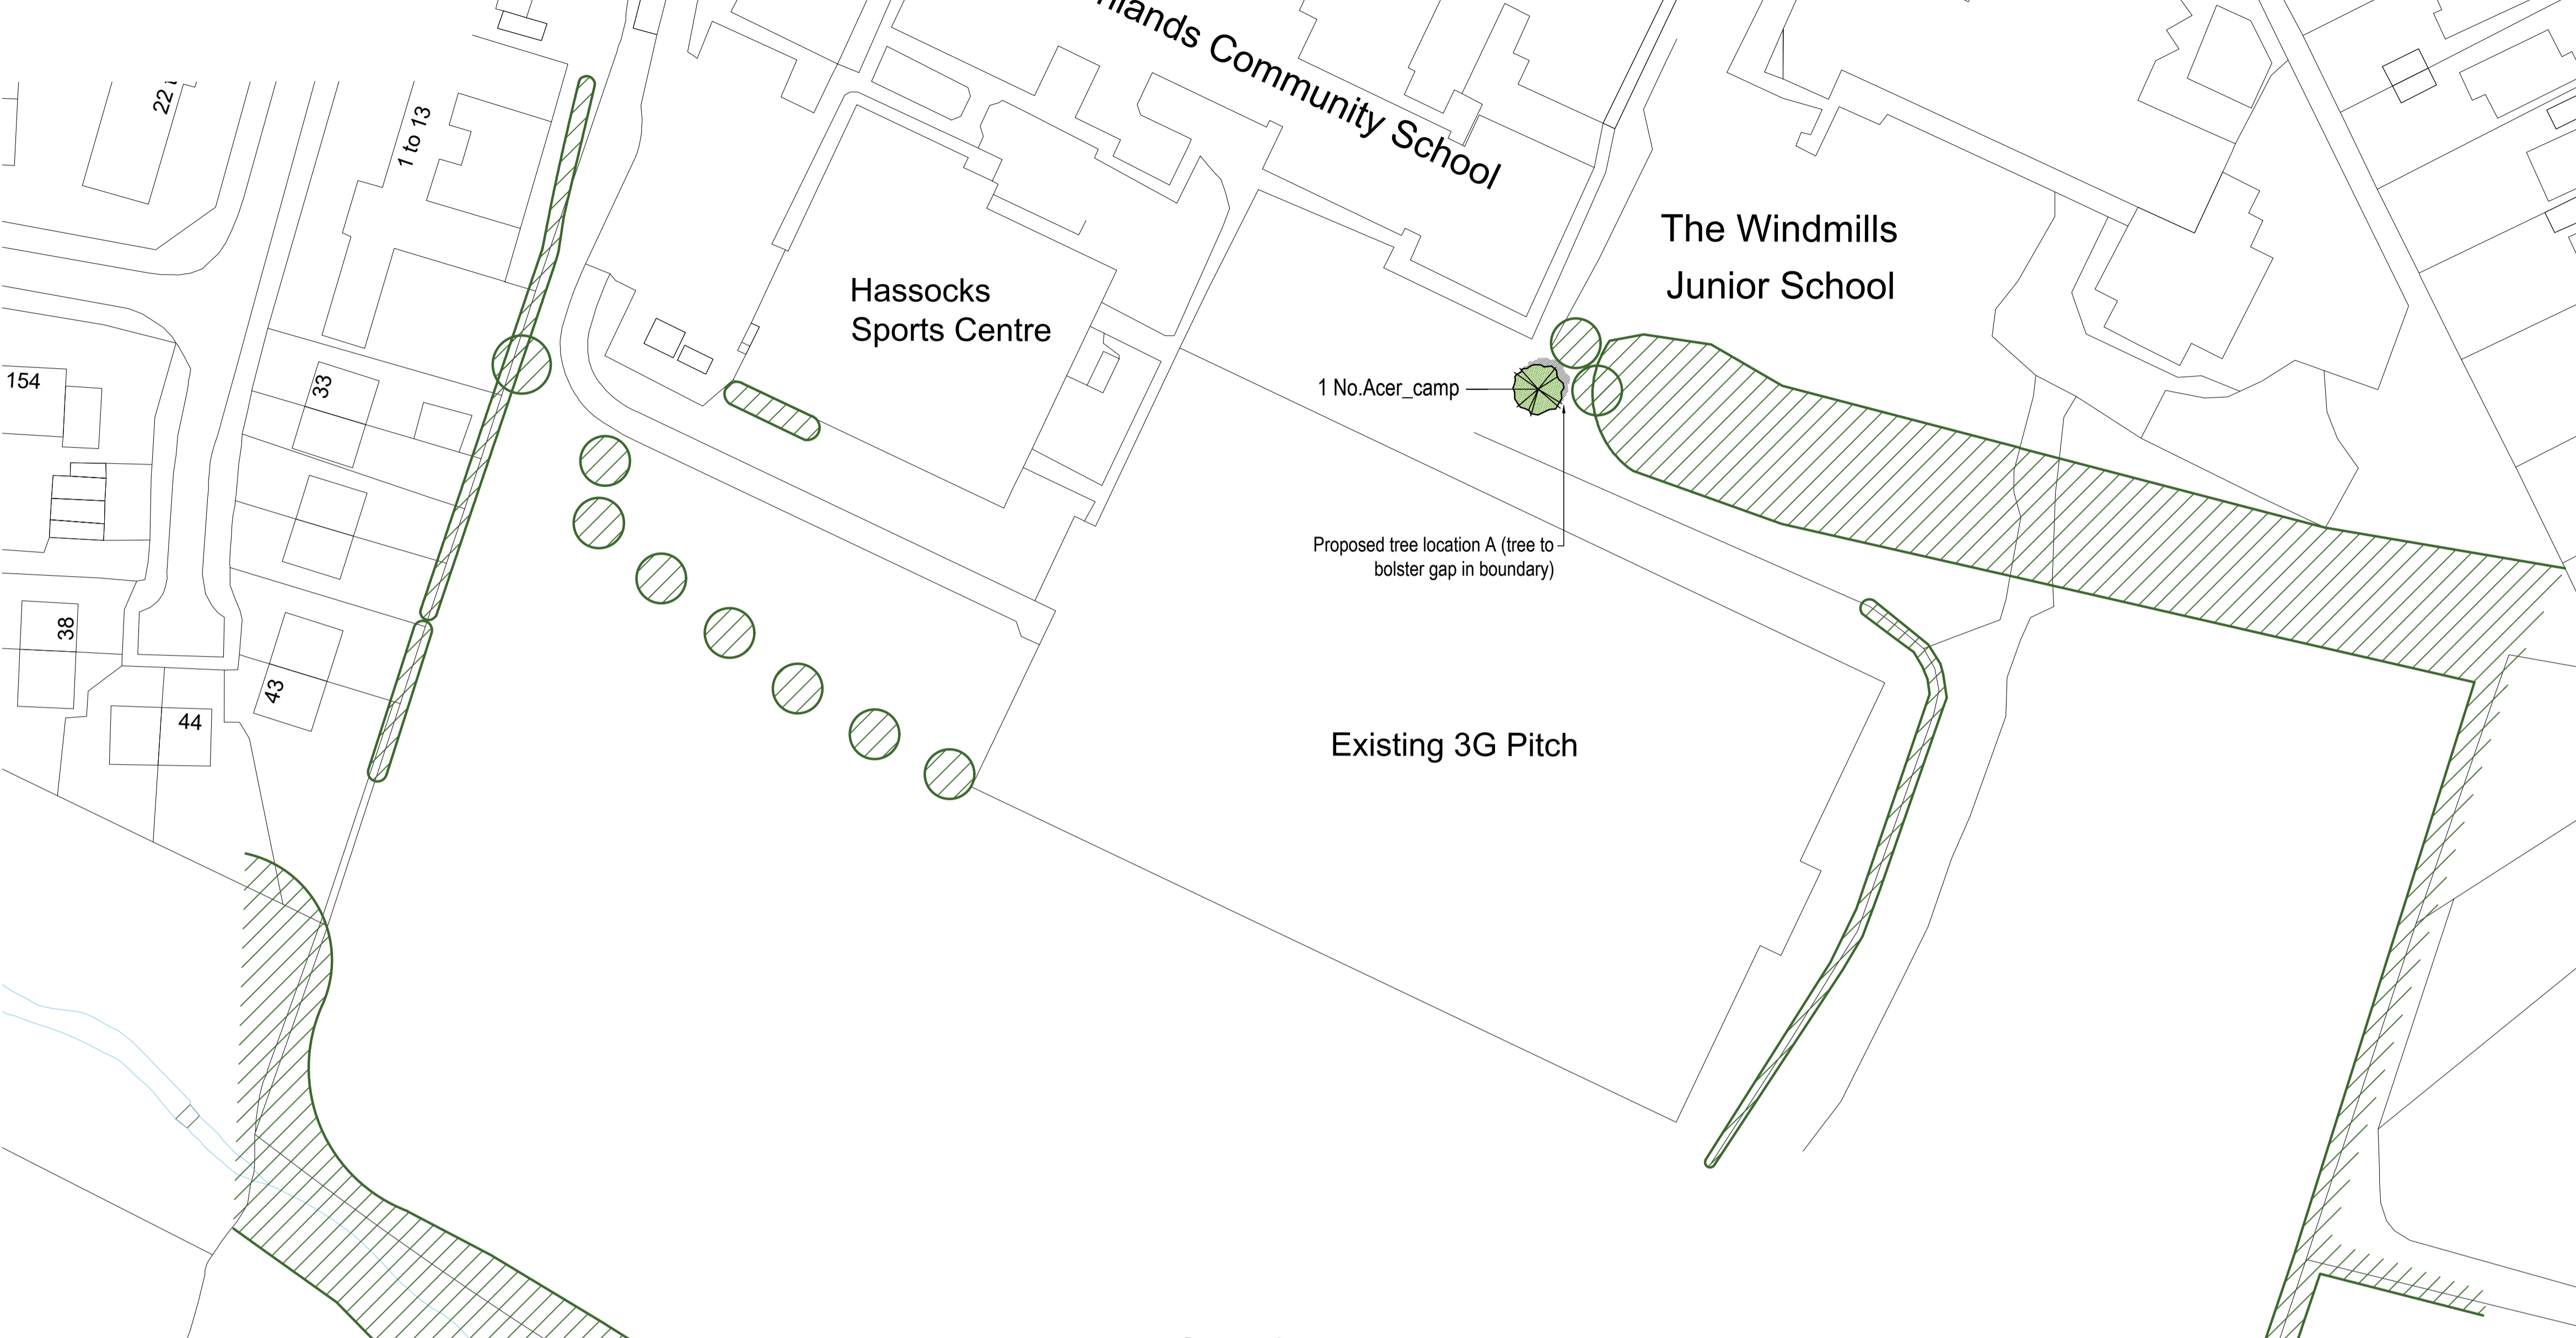 Community School
22
1 to 13
The Windmills
Junior School
Hassocks
Sports Centre
154
33
1 No.Acer_camp
Proposed tree location A (tree to
bolster gap in boundary)
38
43
44
Existing 3G Pitch